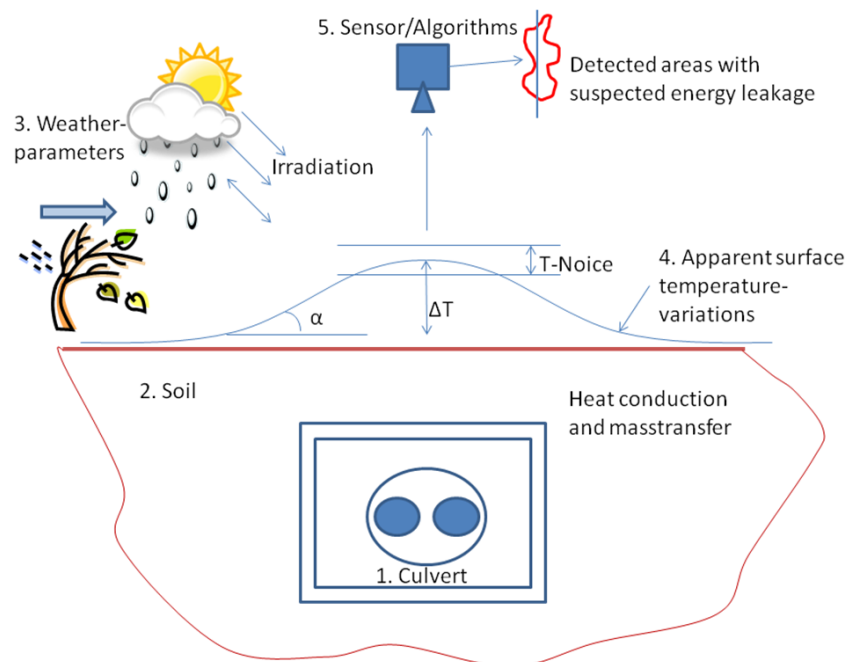 5. Sensor/Algorithms
Detected areas with
suspected energy leakage
3. Weather-
parameters
Irradiation
T-Noice
4. Apparent surface
temperature-
variations
α
ΔT
2. Soil
Heat conduction
and masstransfer
1. Culvert